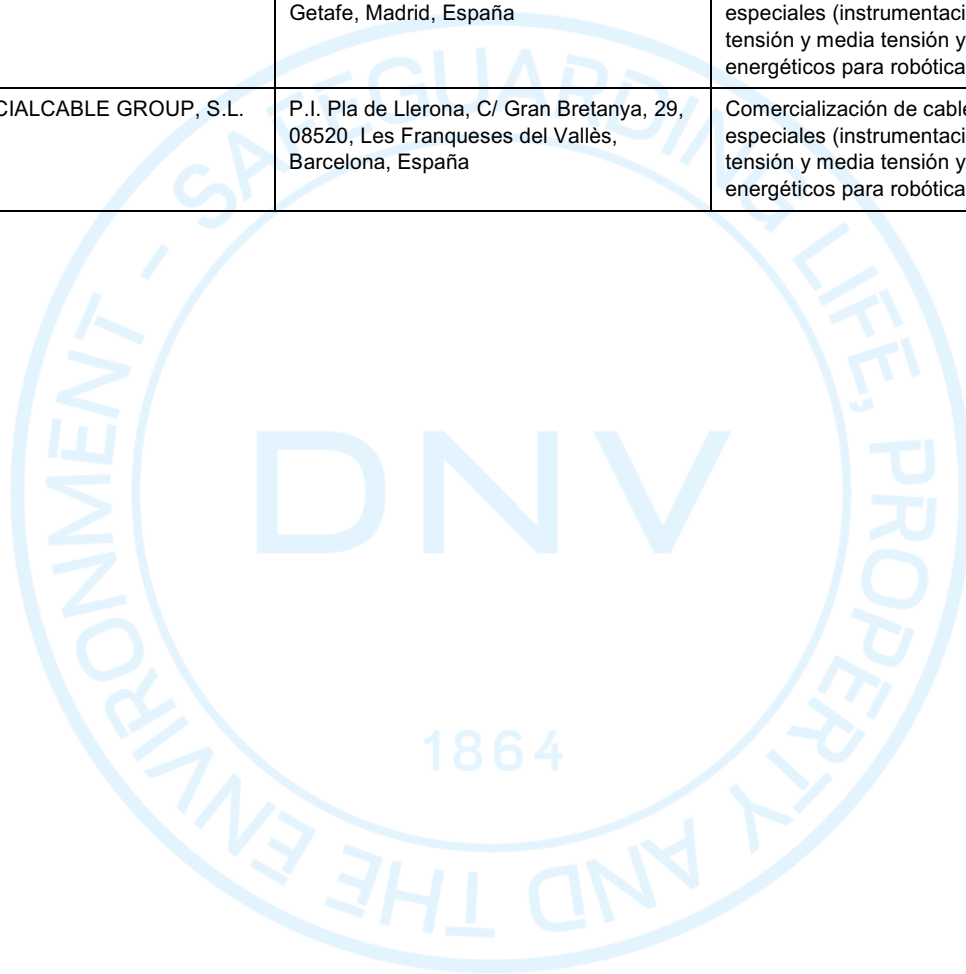 Getafe, Madrid, España
especiales (instrumentaci
tensión y media tensión y
energéticos para robótica
CIALCABLE GROUP, S.L.
P.I. Pla de Llerona, C/ Gran Bretanya, 29,
08520, Les Franqueses del Vallès,
Barcelona, España
Comercialización de cable
especiales (instrumentaci
tensión y media tensión y
energéticos para robótica
SAFEGUARDING LIFE, PROPERTY AND THE ENVIRONMENT -
DNV
1864